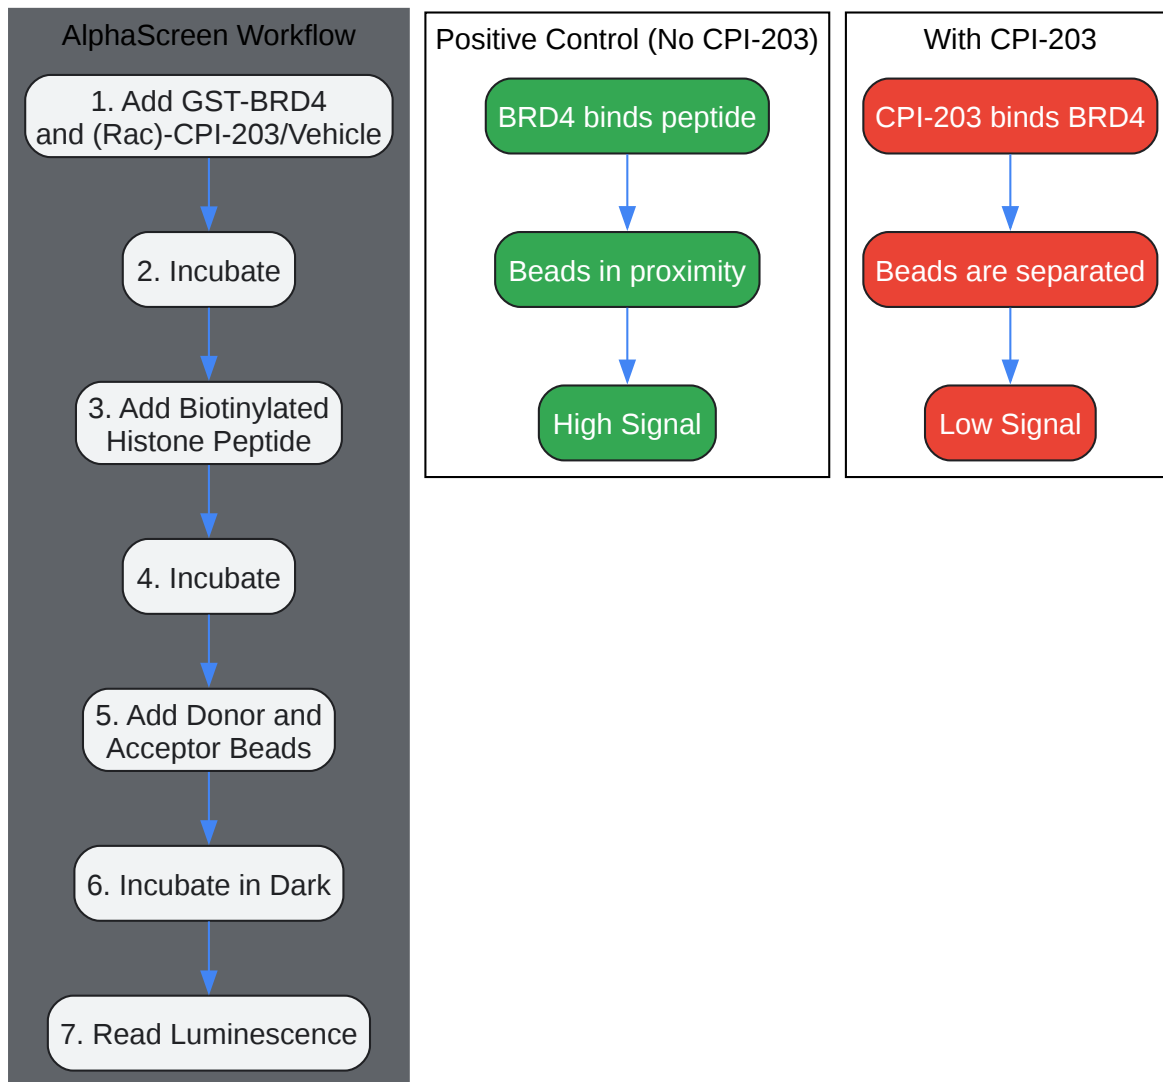 AlphaScreen Workflow
1. Add GST-BRD4
and (Rac)-CPI-203/Vehicle
2. Incubate
3. Add Biotinylated
Histone Peptide
4. Incubate
5. Add Donor and
Acceptor Beads
6. Incubate in Dark
7. Read Luminescence
Positive Control (No CPI-203)
BRD4 binds peptide
Beads in proximity
High Signal
With CPI-203
CPI-203 binds BRD4
Beads are separated
Low Signal